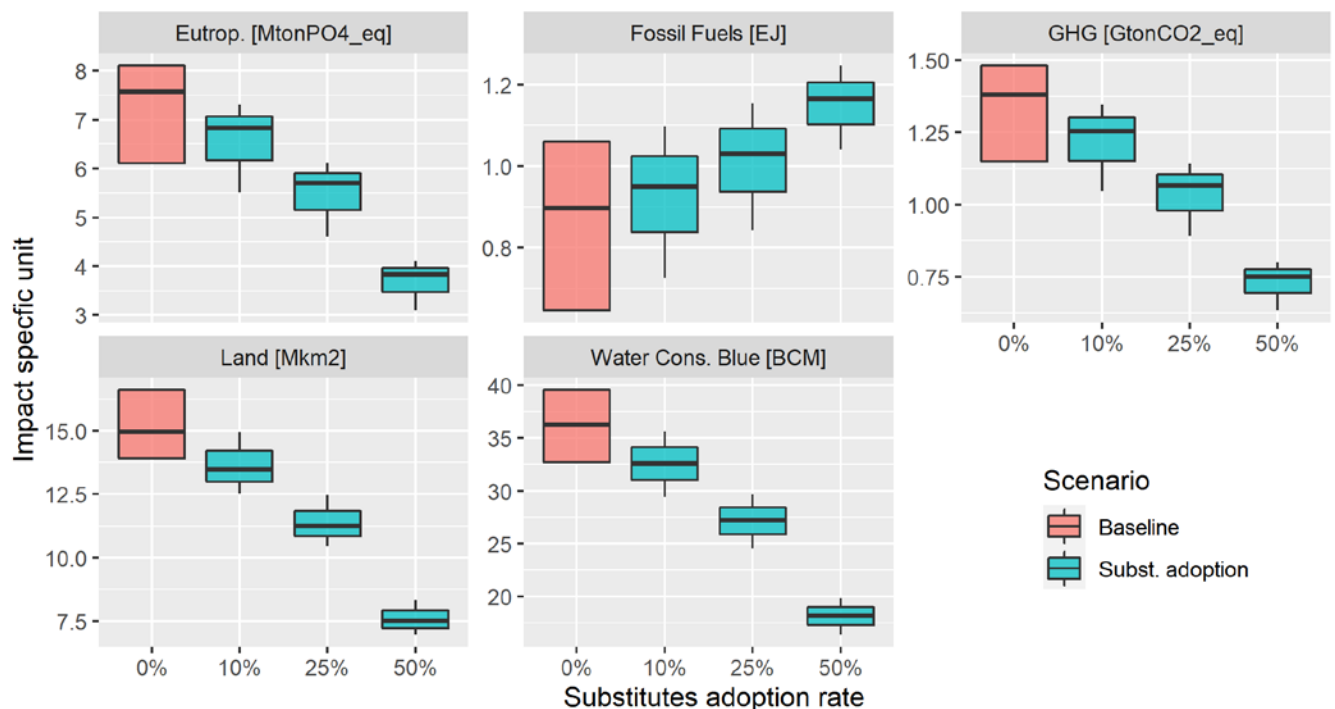 Eutrop. [MtonPO4_eq]
Fossil Fuels [EJ]
GHG [GtonCO2_eq]
8
7
6
5
4
3
1.2
1.0
0.8
1.50
1.25
1.00
0.75
0% 10% 25% 50%
Impact specfic unit
Land [Mkm2]
Water Cons. Blue [BCM]
15.0
12.5
10.0
7.5
40
35
30
25
20
0% 10% 25% 50%
0% 10% 25% 50%
Substitutes adoption rate
Scenario
Baseline
Subst. adoption